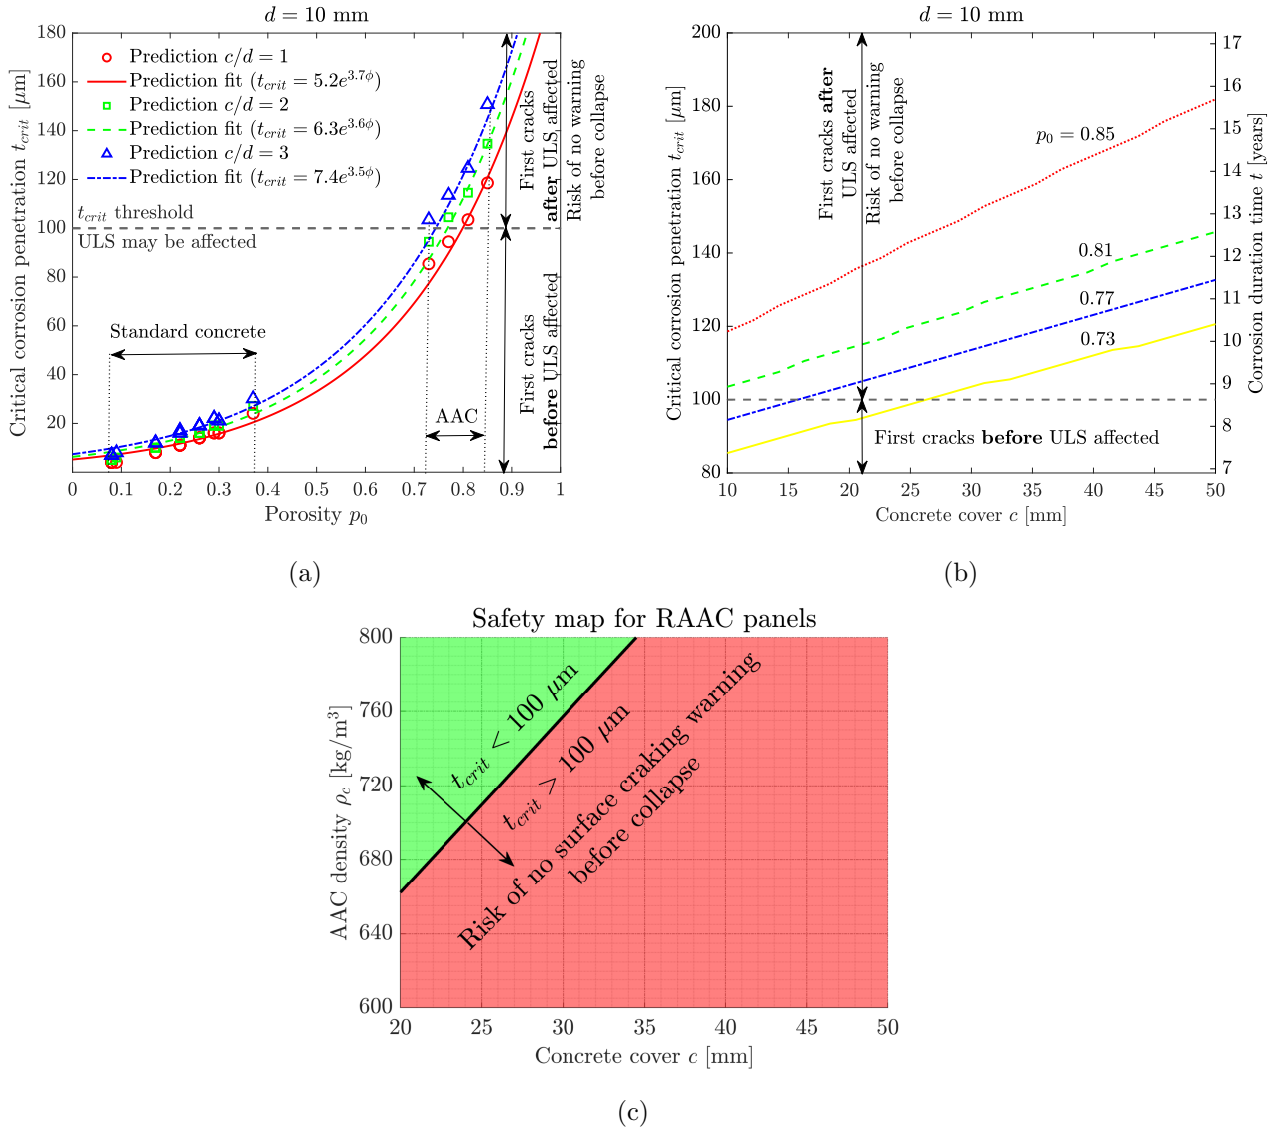 d = 10 mm
Critical corrosion penetration t_crit [μm]
180
160
140
120
100
80
60
40
20
Prediction c/d = 1
Prediction fit (t_crit = 5.2e^{3.7ϕ})
Prediction c/d = 2
Prediction fit (t_crit = 6.3e^{3.6ϕ})
Prediction c/d = 3
Prediction fit (t_crit = 7.4e^{3.5ϕ})
t_crit threshold
ULS may be affected
Standard concrete
AAC
First cracks
after ULS affected
Risk of no warning
before collapse
First cracks
before ULS affected
0 0.1 0.2 0.3 0.4 0.5 0.6 0.7 0.8 0.9 1
Porosity p_0
(a)
d = 10 mm
Critical corrosion penetration t_crit [μm]
200
180
160
140
120
100
80
First cracks after
ULS affected
Risk of no warning
before collapse
p_0 = 0.85
0.81
0.77
0.73
First cracks before ULS affected
17
16
15
14
13
12
11
10
9
8
7
Corrosion duration time t [years]
10 15 20 25 30 35 40 45 50
Concrete cover c [mm]
(b)
Safety map for RAAC panels
AAC density ρ_c [kg/m³]
800
760
720
680
640
600
t_crit < 100 μm
t_crit > 100 μm
Risk of no surface craking warning
before collapse
20 25 30 35 40 45 50
Concrete cover c [mm]
(c)